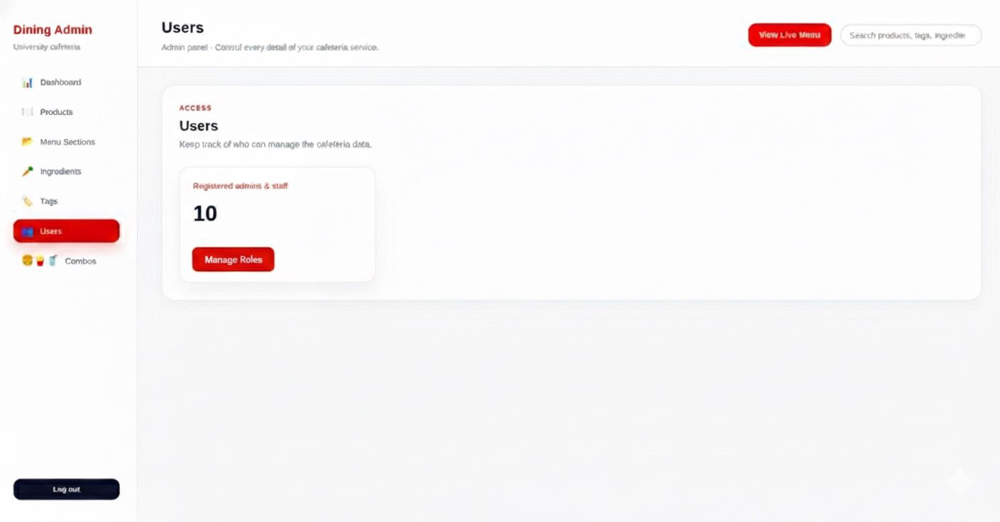 Dining Admin
University cafeteria
Dashboard
Products
Menu Sections
Ingredients
Tags
Users
Combos
Log out
Users
Admin panel - Control every detail of your cafeteria service.
View Live Menu
Search products, tags, ingredie
ACCESS
Users
Keep track of who can manage the cafeteria data.
Registered admins & staff
10
Manage Roles